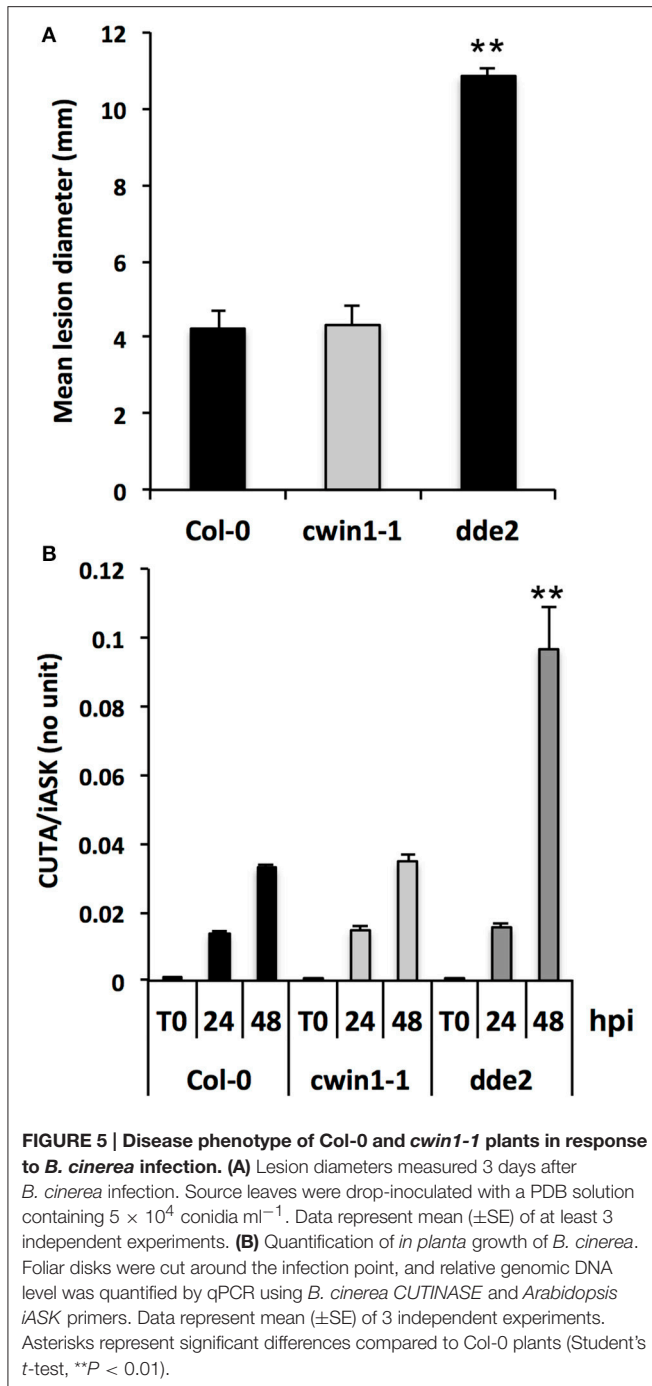 A
**
12
10
8
6
4
2
0
Mean lesion diameter (mm)
Col-0 cwin1-1 dde2
B
**
0.12
0.1
0.08
0.06
0.04
0.02
0
CUTA/iASK (no unit)
T0 24 48 T0 24 48 T0 24 48 hpi
Col-0 cwin1-1 dde2
FIGURE 5 | Disease phenotype of Col-0 and cwin1-1 plants in response
to B. cinerea infection. (A) Lesion diameters measured 3 days after
B. cinerea infection. Source leaves were drop-inoculated with a PDB solution
containing 5 × 10⁴ conidia ml⁻¹. Data represent mean (±SE) of at least 3
independent experiments. (B) Quantification of in planta growth of B. cinerea.
Foliar disks were cut around the infection point, and relative genomic DNA
level was quantified by qPCR using B. cinerea CUTINASE and Arabidopsis
iASK primers. Data represent mean (±SE) of 3 independent experiments.
Asterisks represent significant differences compared to Col-0 plants (Student's
t-test, **P < 0.01).